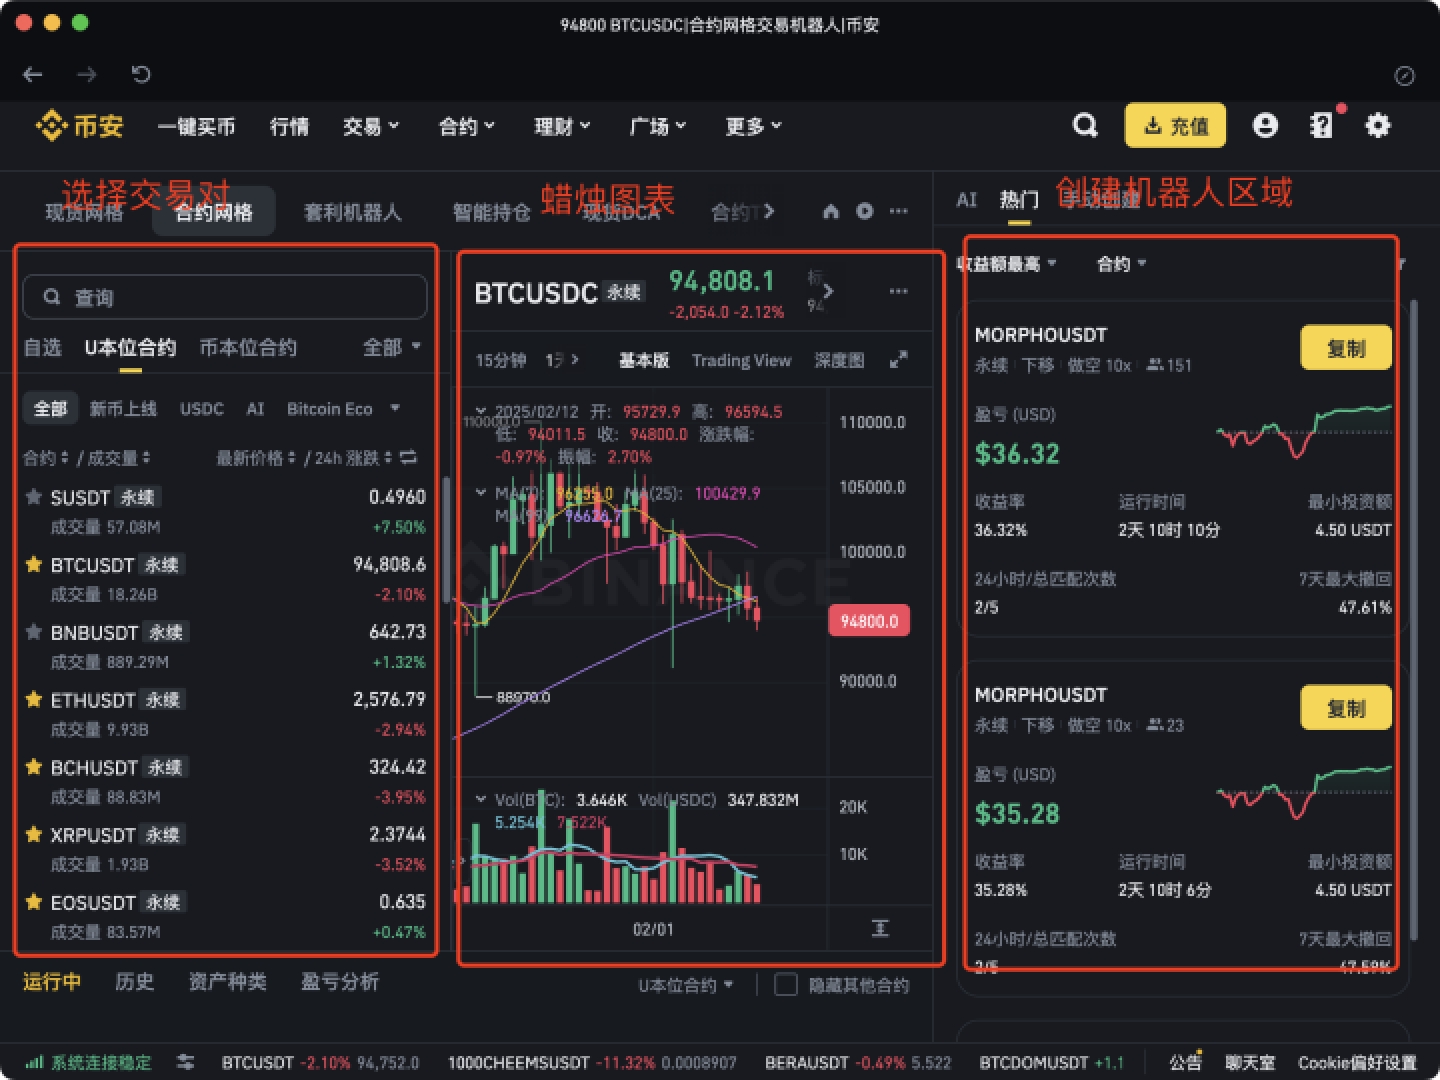 94800 BTCUSDC|合约网格交易机器人|币安
币安 一键买币 行情 交易 合约 理财 广场 更多 充值
选择交易对 蜡烛图表 创建机器人区域
现货网格 合约网格 套利机器人 智能持仓 现货DCA 合约 AI 热门 手动创建
查询
自选 U本位合约 币本位合约 全部
全部 新币上线 USDC AI Bitcoin Eco
合约 / 成交量 最新价格 / 24h 涨跌
SUSDT 永续 0.4960
成交量 57.08M +7.50%
BTCUSDT 永续 94,808.6
成交量 18.26B -2.10%
BNBUSDT 永续 642.73
成交量 889.29M +1.32%
ETHUSDT 永续 2,576.79
成交量 9.93B -2.94%
BCHUSDT 永续 324.42
成交量 88.83M -3.95%
XRPUSDT 永续 2.3744
成交量 1.93B -3.52%
EOSUSDT 永续 0.635
成交量 83.57M +0.47%
BTCUSDC 永续 94,808.1 标
-2,054.0 -2.12% 94
15分钟 1天 基本版 Trading View 深度图
2025/02/12 开: 95729.9 高: 96594.5
110000.0
低: 94011.5 收: 94800.0 涨跌幅:
-0.97% 振幅: 2.70%
MA(7): 96255.0 MA(25): 100429.9
MA(99): 96626.7
110000.0
105000.0
100000.0
BINANCE
94800.0
90000.0
88970.0
Vol(BTC): 3.646K Vol(USDC) 347.832M
5.254K 7.522K
20K
10K
02/01
收益额最高 合约
MORPHOUSDT 复制
永续 下移 做空 10x 151
盈亏 (USD)
$36.32
收益率 运行时间 最小投资额
36.32% 2天 10时 10分 4.50 USDT
24小时/总匹配次数 7天最大撤回
2/5 47.61%
MORPHOUSDT 复制
永续 下移 做空 10x 23
盈亏 (USD)
$35.28
收益率 运行时间 最小投资额
35.28% 2天 10时 6分 4.50 USDT
24小时/总匹配次数 7天最大撤回
2/5 47.59%
运行中 历史 资产种类 盈亏分析 U本位合约 隐藏其他合约
系统连接稳定 BTCUSDT -2.10% 94,752.0 1000CHEEMSUSDT -11.32% 0.0008907 BERAUSDT -0.49% 5.522 BTCDOMUSDT +1.1 公告 聊天室 Cookie偏好设置